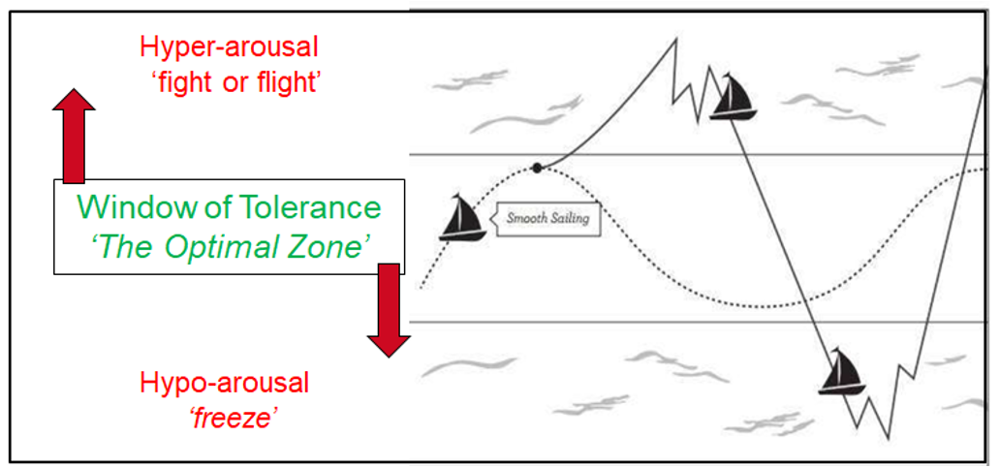 Hyper-arousal
‘fight or flight’
Window of Tolerance
‘The Optimal Zone’
Smooth Sailing
Hypo-arousal
‘freeze’